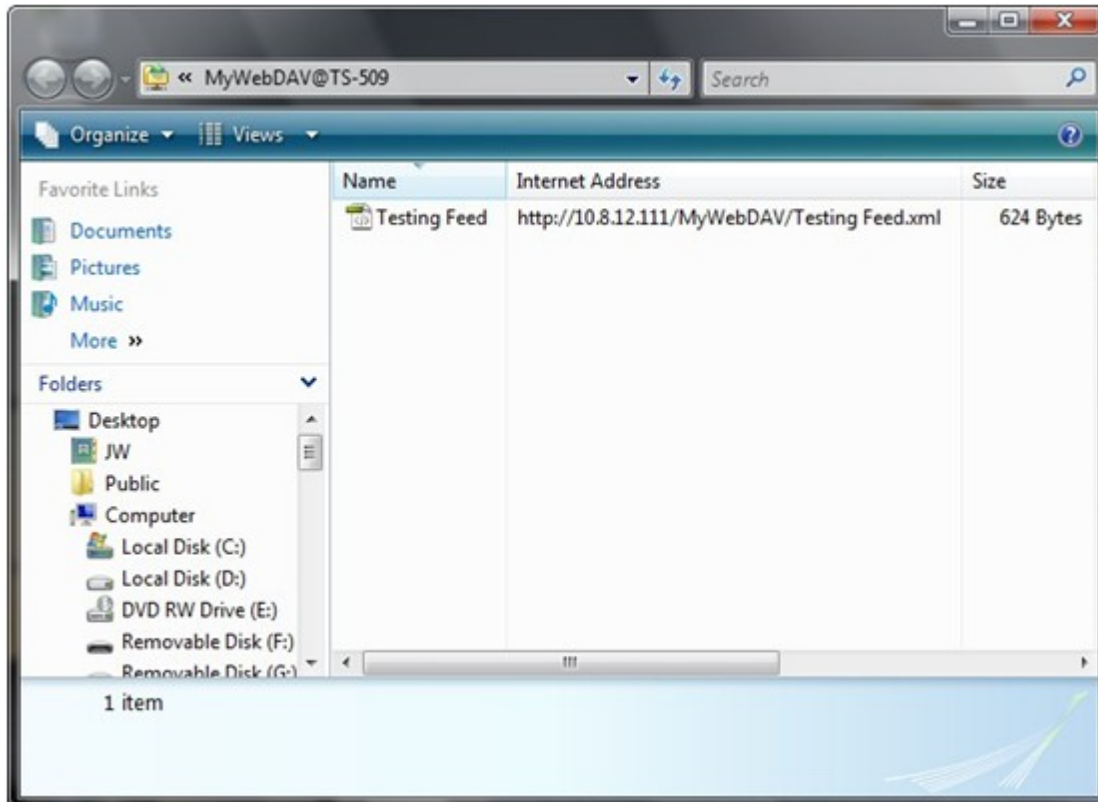 « MyWebDAV@TS-509
Search
Organize
Views
Favorite Links
Documents
Pictures
Music
More »
Folders
Desktop
JW
Public
Computer
Local Disk (C:)
Local Disk (D:)
DVD RW Drive (E:)
Removable Disk (F:)
Removable Disk (G:)
Name Internet Address Size
Testing Feed http://10.8.12.111/MyWebDAV/Testing Feed.xml 624 Bytes
1 item